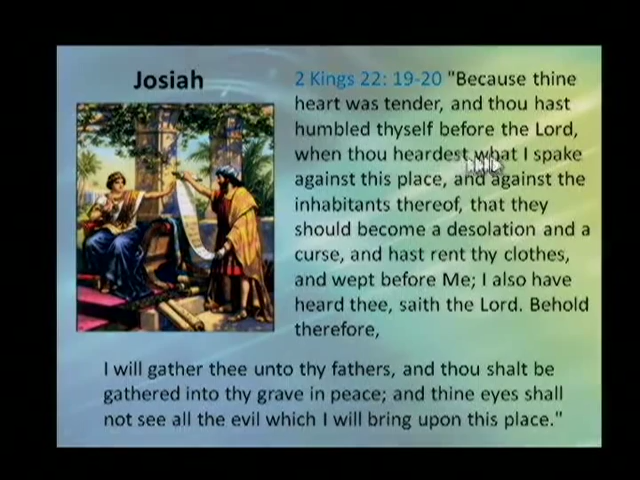 Josiah
2 Kings 22: 19-20 "Because thine
heart was tender, and thou hast
humbled thyself before the Lord,
when thou heardest what I spake
against this place, and against the
inhabitants thereof, that they
should become a desolation and a
curse, and hast rent thy clothes,
and wept before Me; I also have
heard thee, saith the Lord. Behold
therefore,
I will gather thee unto thy fathers, and thou shalt be
gathered into thy grave in peace; and thine eyes shall
not see all the evil which I will bring upon this place."